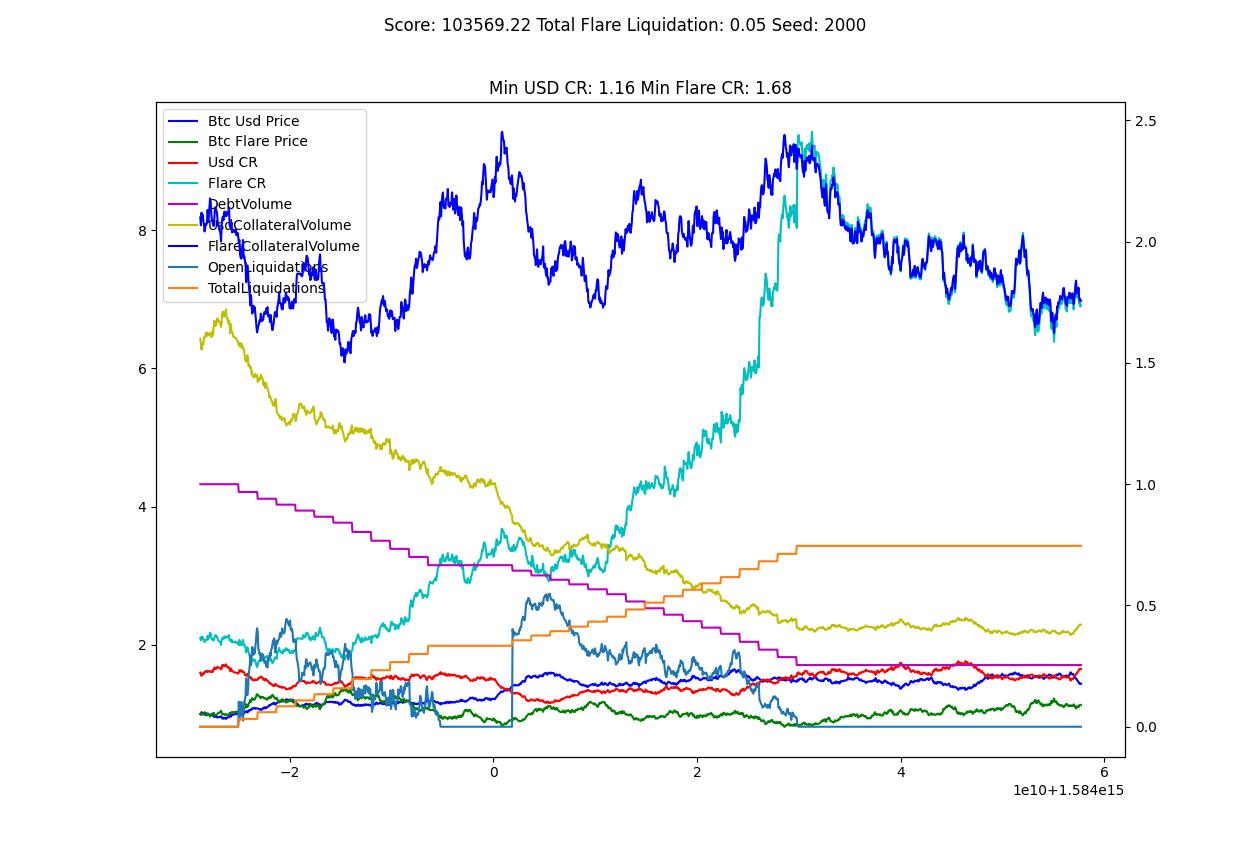 Score: 103569.22 Total Flare Liquidation: 0.05 Seed: 2000
Min USD CR: 1.16 Min Flare CR: 1.68
Btc Usd Price
Btc Flare Price
Usd CR
Flare CR
DebtVolume
UsdCollateralVolume
FlareCollateralVolume
OpenLiquidations
TotalLiquidations
8
6
4
2
2.5
2.0
1.5
1.0
0.5
0.0
−2
0
2
4
6
1e10+1.584e15